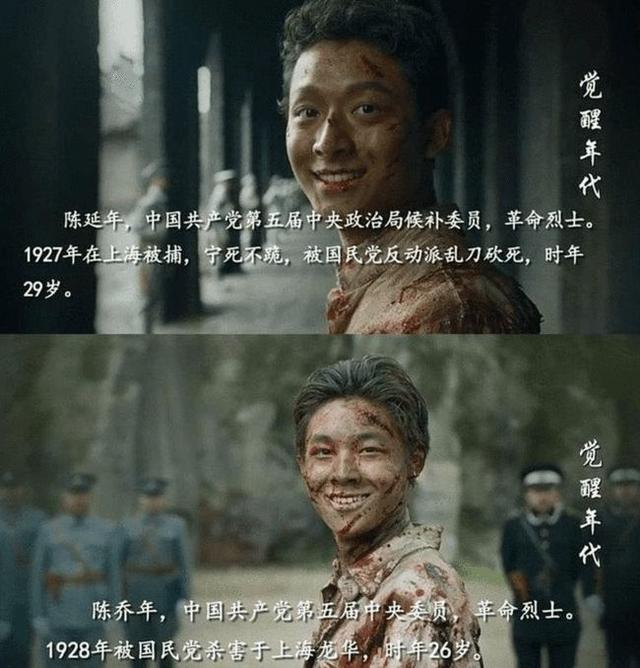 觉醒年代
陈延年，中国共产党第五届中央政治局候补委员，革命烈士。
1927年在上海被捕，宁死不跪，被国民党反动派乱刀砍死，时年
29岁。
觉醒年代
陈乔年，中国共产党第五届中央委员，革命烈士。
1928年被国民党杀害于上海龙华，时年26岁。